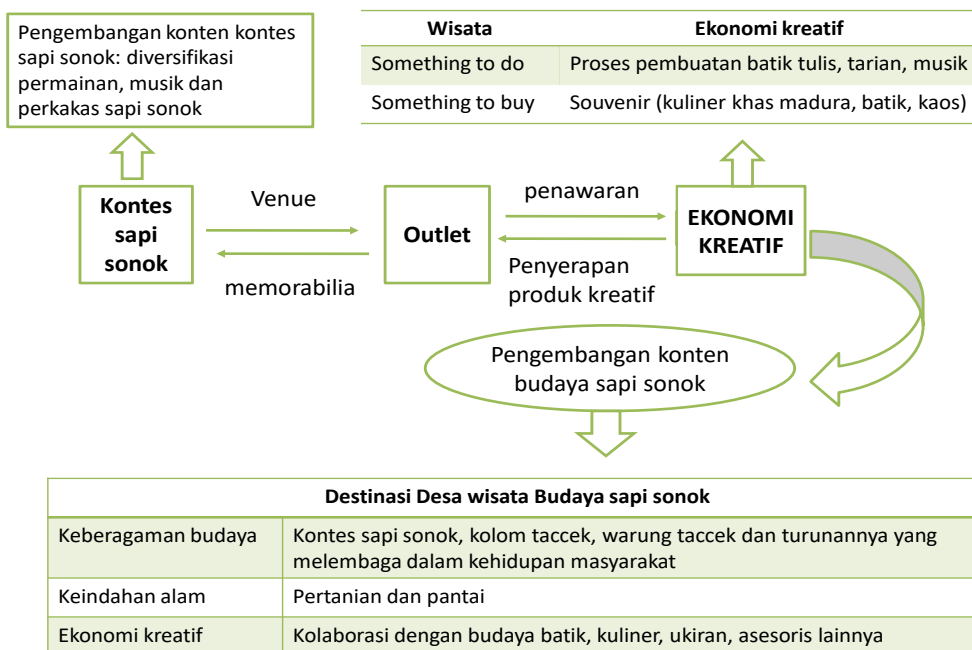 Pengembangan konten kontes
sapi sonok: diversifikasi
permainan, musik dan
perkakas sapi sonok
Wisata Ekonomi kreatif
Something to do Proses pembuatan batik tulis, tarian, musik
Something to buy Souvenir (kuliner khas madura, batik, kaos)
Kontes
sapi
sonok
Venue
memorabilia
Outlet
penawaran
Penyerapan
produk kreatif
EKONOMI
KREATIF
Pengembangan konten
budaya sapi sonok
Destinasi Desa wisata Budaya sapi sonok
Keberagaman budaya Kontes sapi sonok, kolom taccek, warung taccek dan turunannya yang
melembaga dalam kehidupan masyarakat
Keindahan alam Pertanian dan pantai
Ekonomi kreatif Kolaborasi dengan budaya batik, kuliner, ukiran, asesoris lainnya